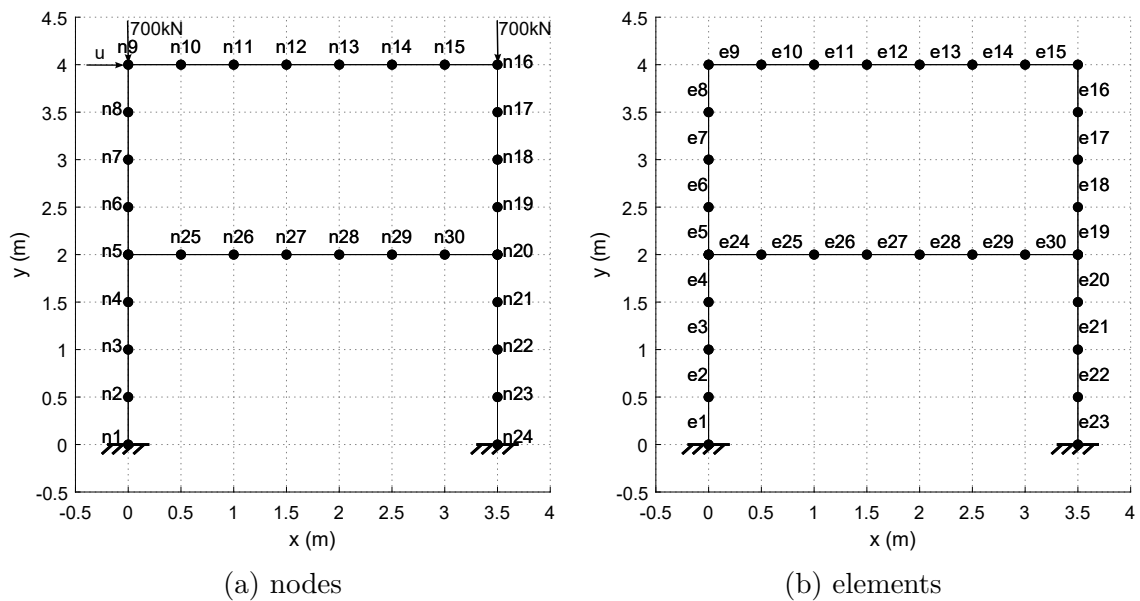 4.5
700kN
700kN
u
n9 n10 n11 n12 n13 n14 n15
4
n16
n8
3.5
n17
n7
3
n18
n6
2.5
n19
n25 n26 n27 n28 n29 n30
n5
2
n20
n4
1.5
n21
n3
1
n22
n2
0.5
n23
n1
0
n24
-0.5
y (m)
-0.5 0 0.5 1 1.5 2 2.5 3 3.5 4
x (m)
(a) nodes
4.5
e9 e10 e11 e12 e13 e14 e15
4
e8
e16
3.5
e7
e17
3
e6
e18
2.5
e5
e24 e25 e26 e27 e28 e29 e30
e19
2
e4
e20
1.5
e3
e21
1
e2
e22
0.5
e1
e23
0
-0.5
y (m)
-0.5 0 0.5 1 1.5 2 2.5 3 3.5 4
x (m)
(b) elements